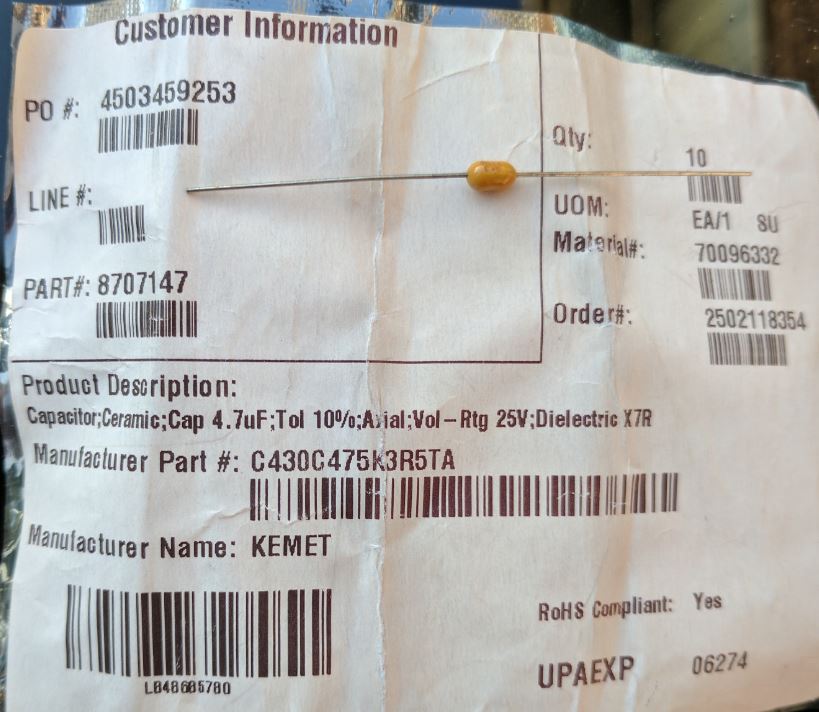 Customer Information
PO #: 4503459253
LINE #:
PART#: 8707147
Qty: 10
UOM: EA/1 SU
Material#: 70096332
Order#: 2502118354
Product Description:
Capacitor;Ceramic;Cap 4.7uF;Tol 10%;Axial;Vol-Rtg 25V;Dielectric X7R
Manufacturer Part #: C430C475K3R5TA
Manufacturer Name: KEMET
L048605780
RoHS Compliant: Yes
UPAEXP 06274